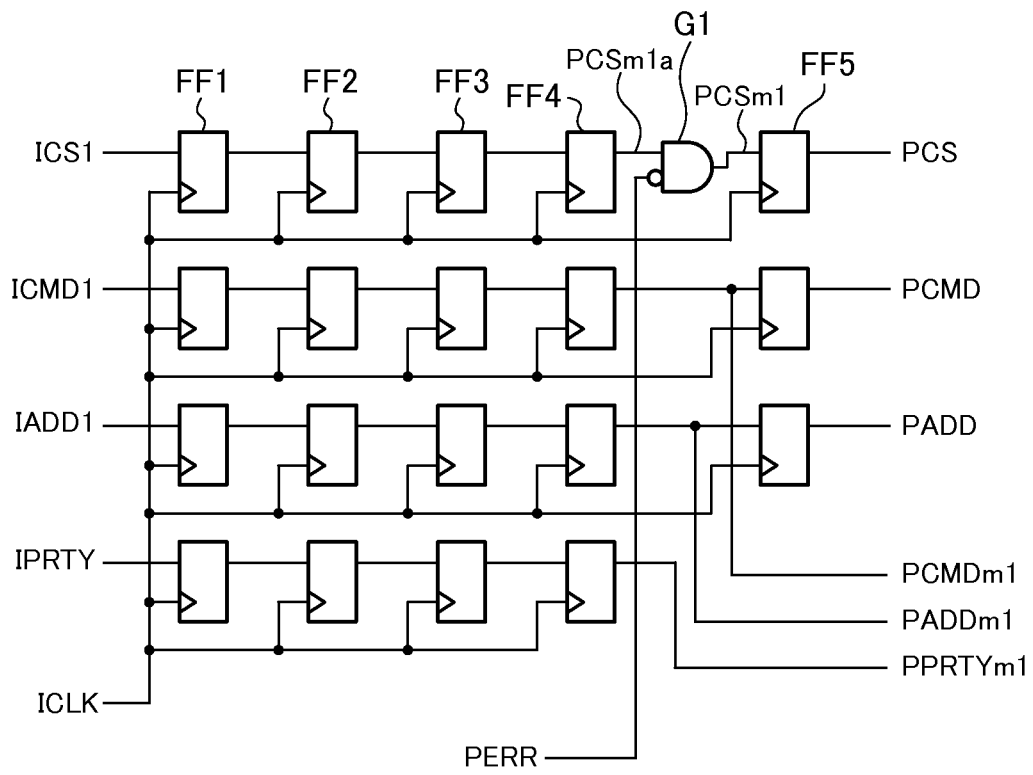 G1
PCSm1a
FF1
FF2
FF3
FF4
PCSm1
FF5
ICS1
PCS
ICMD1
PCMD
IADD1
PADD
IPRTY
PCMDm1
PADDm1
PPRTYm1
ICLK
PERR